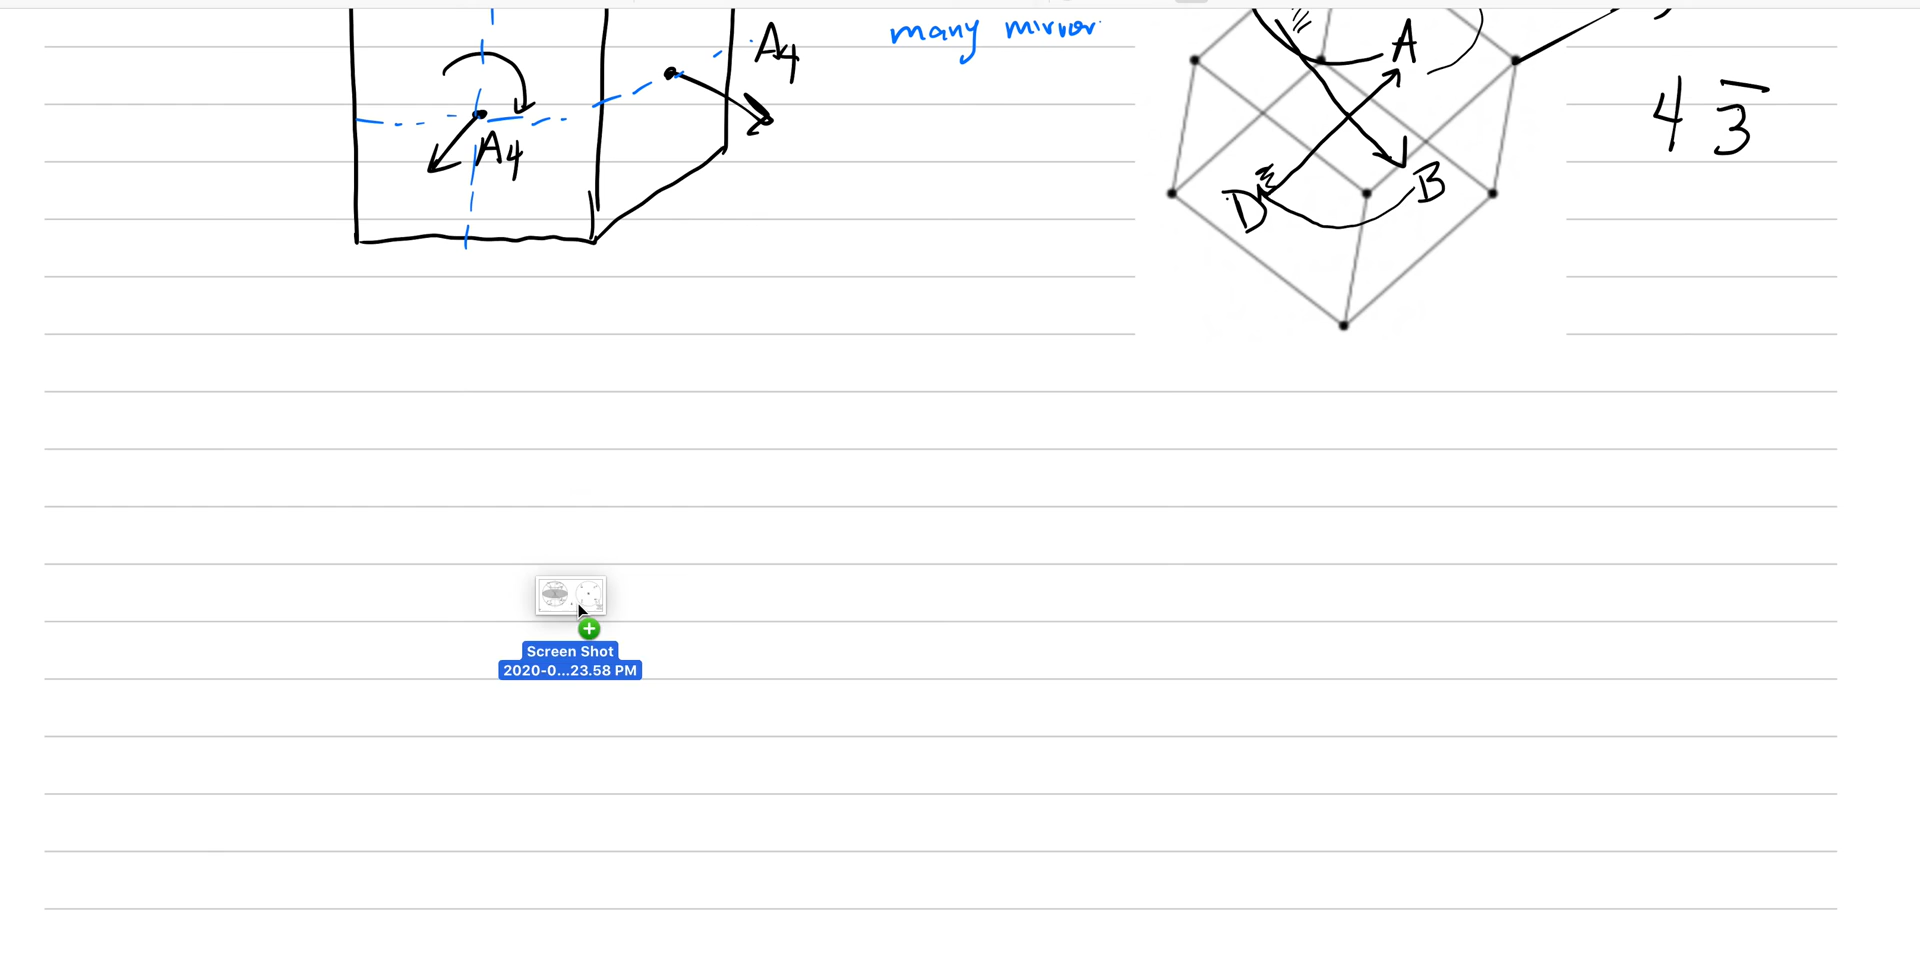 many mirror
A4
A4
A
B
D
4 3̅
Screen Shot
2020-0...23.58 PM